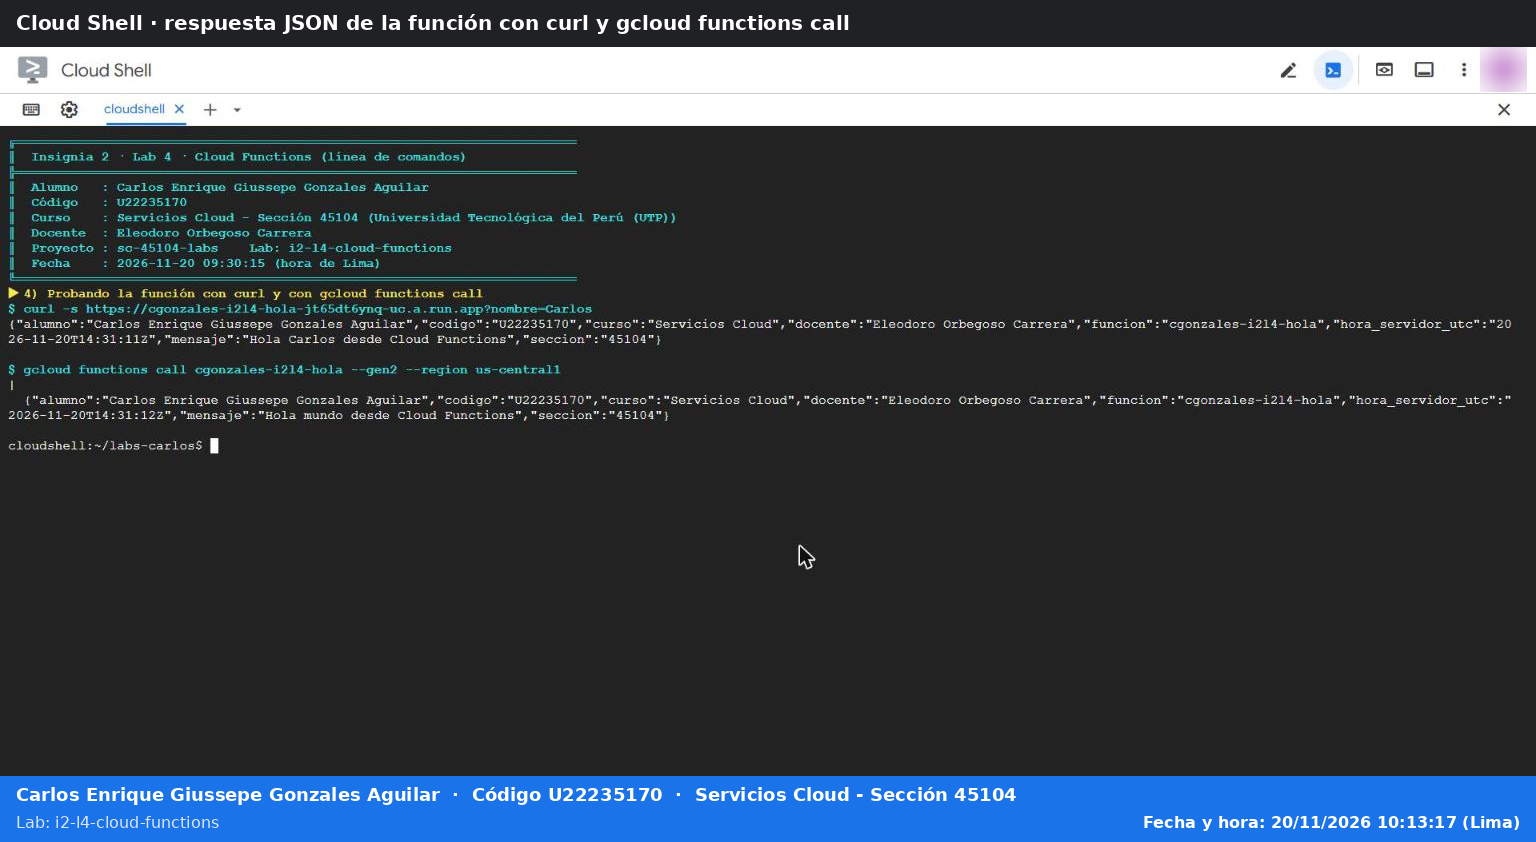 Cloud Shell · respuesta JSON de la función con curl y gcloud functions call
Cloud Shell
cloudshell
Insignia 2 · Lab 4 · Cloud Functions (línea de comandos)
Alumno : Carlos Enrique Giussepe Gonzales Aguilar
Código : U22235170
Curso : Servicios Cloud - Sección 45104 (Universidad Tecnológica del Perú (UTP))
Docente : Eleodoro Orbegoso Carrera
Proyecto : sc-45104-labs Lab: i2-l4-cloud-functions
Fecha : 2026-11-20 09:30:15 (hora de Lima)
▶ 4) Probando la función con curl y con gcloud functions call
$ curl -s https://cgonzales-i2l4-hola-jt65dt6ynq-uc.a.run.app?nombre=Carlos
{"alumno":"Carlos Enrique Giussepe Gonzales Aguilar","codigo":"U22235170","curso":"Servicios Cloud","docente":"Eleodoro Orbegoso Carrera","funcion":"cgonzales-i2l4-hola","hora_servidor_utc":"20
26-11-20T14:31:11Z","mensaje":"Hola Carlos desde Cloud Functions","seccion":"45104"}
$ gcloud functions call cgonzales-i2l4-hola --gen2 --region us-central1
|
{"alumno":"Carlos Enrique Giussepe Gonzales Aguilar","codigo":"U22235170","curso":"Servicios Cloud","docente":"Eleodoro Orbegoso Carrera","funcion":"cgonzales-i2l4-hola","hora_servidor_utc":"
2026-11-20T14:31:12Z","mensaje":"Hola mundo desde Cloud Functions","seccion":"45104"}
cloudshell:~/labs-carlos$
Carlos Enrique Giussepe Gonzales Aguilar · Código U22235170 · Servicios Cloud - Sección 45104
Lab: i2-l4-cloud-functions
Fecha y hora: 20/11/2026 10:13:17 (Lima)